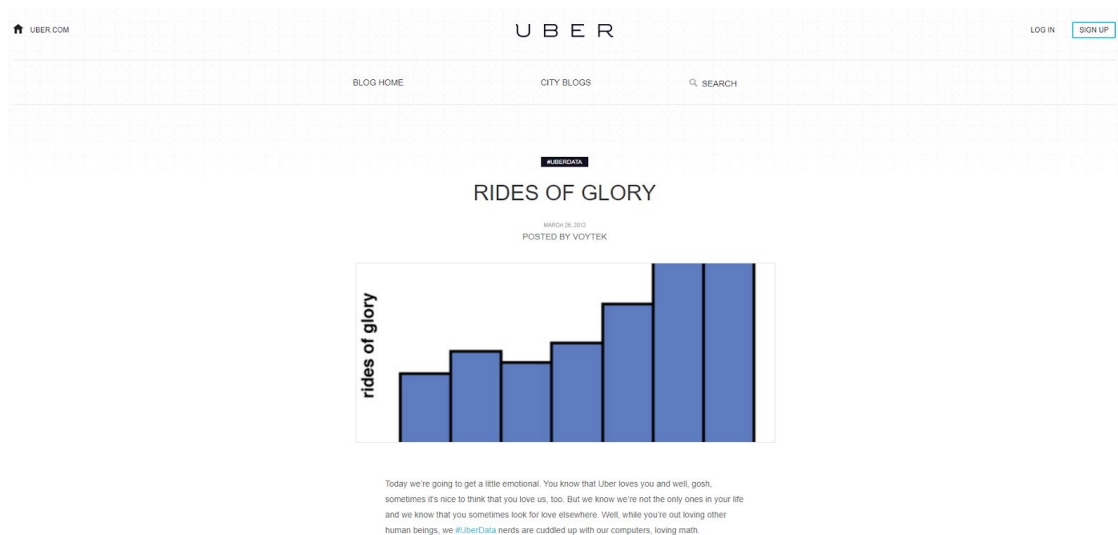 UBER.COM
UBER
LOG IN
SIGN UP
BLOG HOME
CITY BLOGS
SEARCH
#UBERDATA
RIDES OF GLORY
MARCH 26, 2012
POSTED BY VOYTEK
rides of glory
Today we're going to get a little emotional. You know that Uber loves you and well, gosh,
sometimes it's nice to think that you love us, too. But we know we're not the only ones in your life
and we know that you sometimes look for love elsewhere. Well, while you're out loving other
human beings, we #UberData nerds are cuddled up with our computers, loving math.